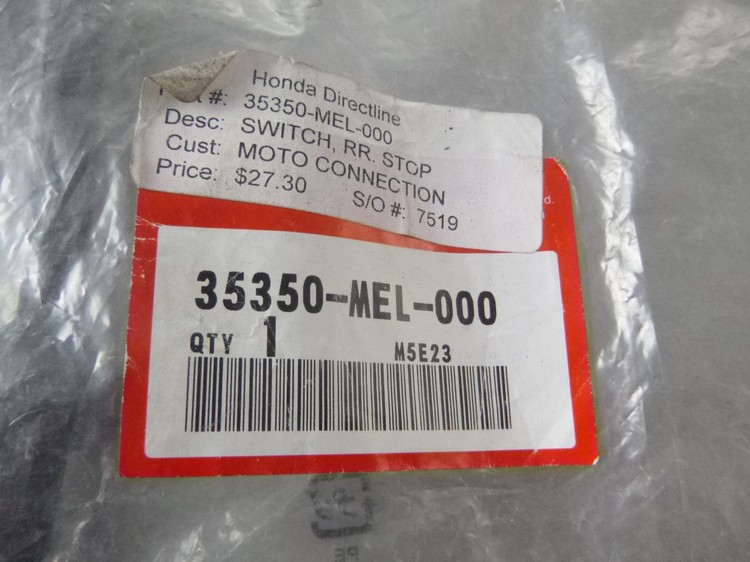 Honda Directline
#: 35350-MEL-000
Desc: SWITCH, RR. STOP
Cust: MOTO CONNECTION
Price: $27.30 S/O #: 7519
35350-MEL-000
QTY 1 M5E23